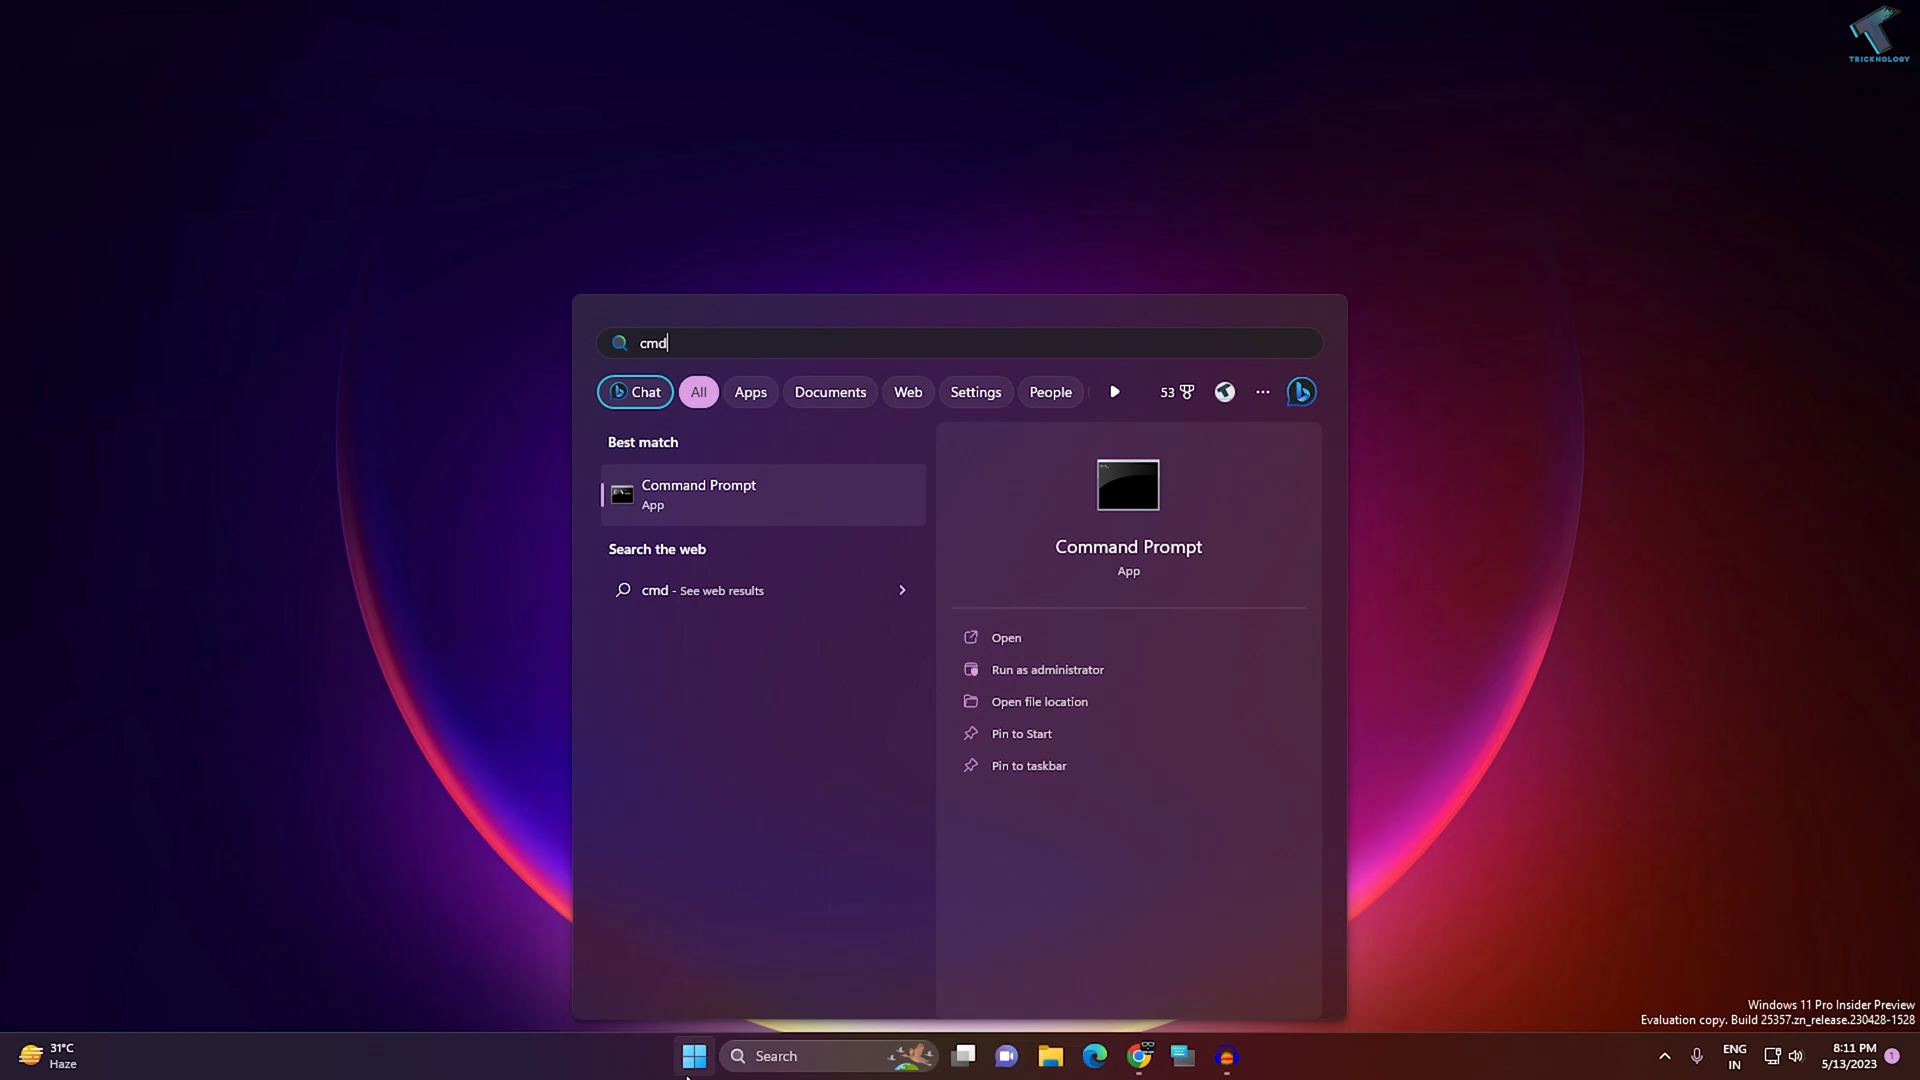 TRICKNOLOGY
cmd
Chat All Apps Documents Web Settings People 53
Best match
Command Prompt
App
Search the web
cmd - See web results
Command Prompt
App
Open
Run as administrator
Open file location
Pin to Start
Pin to taskbar
Windows 11 Pro Insider Preview
Evaluation copy. Build 25357.zn_release.230428-1528
31°C
Haze
Search
ENG
IN
8:11 PM
5/13/2023
1